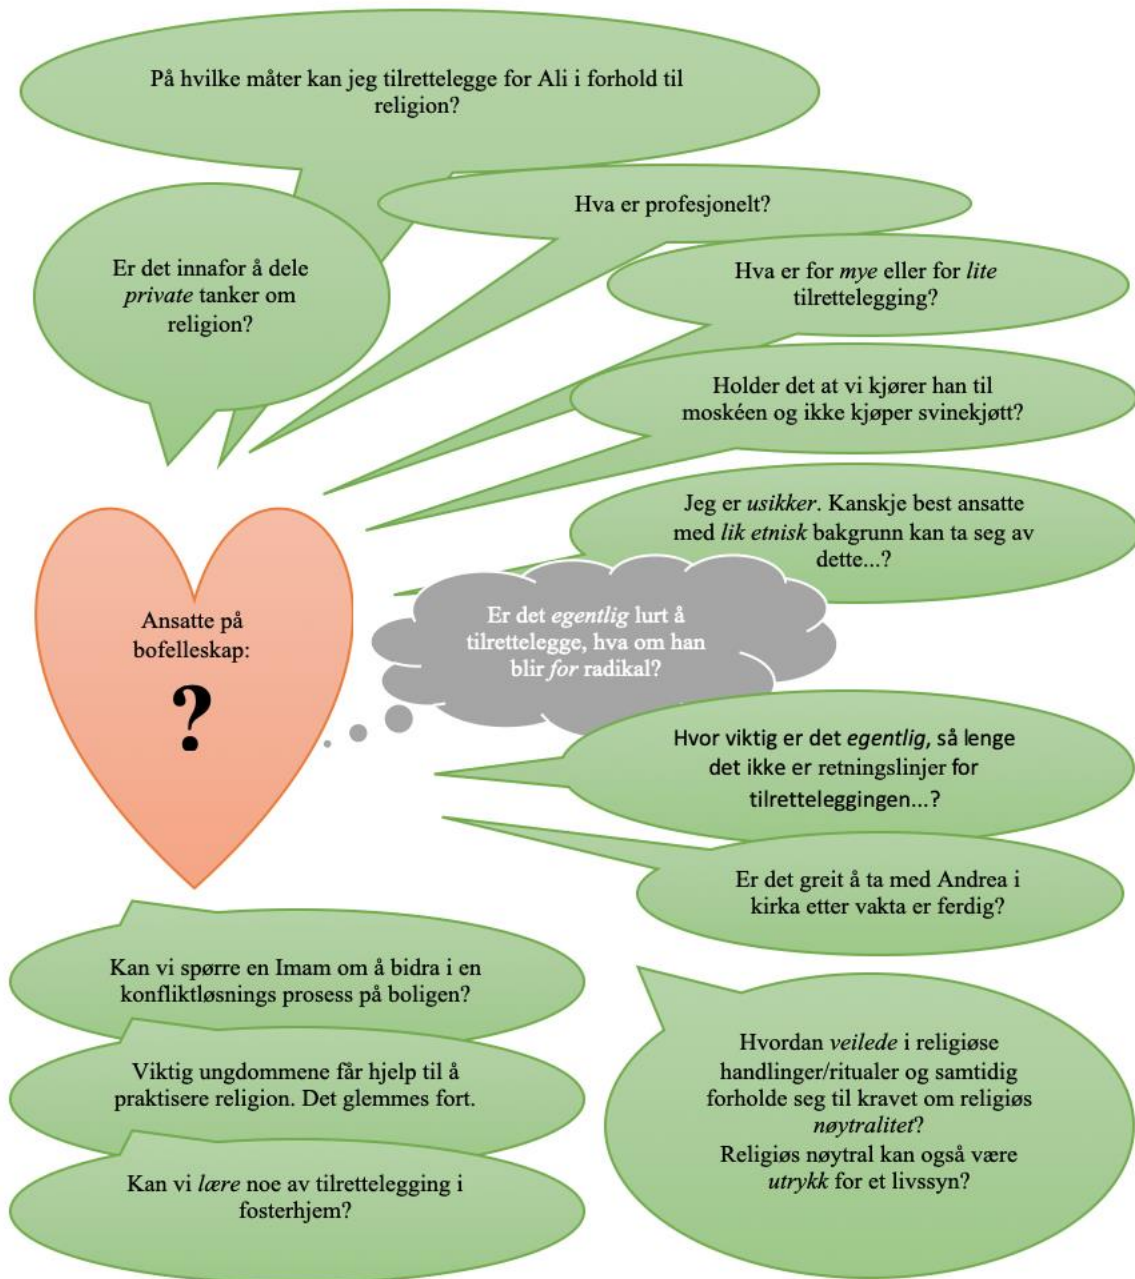 På hvilke måter kan jeg tilrettelegge for Ali i forhold til
religion?
Hva er profesjonelt?
Er det innafor å dele
private tanker om
religion?
Hva er for mye eller for lite
tilrettelegging?
Holder det at vi kjører han til
moskéen og ikke kjøper svinekjøtt?
Jeg er usikker. Kanskje best ansatte
med lik etnisk bakgrunn kan ta seg av
dette...?
Ansatte på
bofelleskap:
?
Er det egentlig lurt å
tilrettelegge, hva om han
blir for radikal?
Hvor viktig er det egentlig, så lenge
det ikke er retningslinjer for
tilretteleggingen...?
Er det greit å ta med Andrea i
kirka etter vakta er ferdig?
Kan vi spørre en Imam om å bidra i en
konfliktløsnings prosess på boligen?
Viktig ungdommene får hjelp til å
praktisere religion. Det glemmes fort.
Kan vi lære noe av tilrettelegging i
fosterhjem?
Hvordan veilede i religiøse
handlinger/ritualer og samtidig
forholde seg til kravet om religiøs
nøytralitet?
Religiøs nøytral kan også være
utrykk for et livssyn?